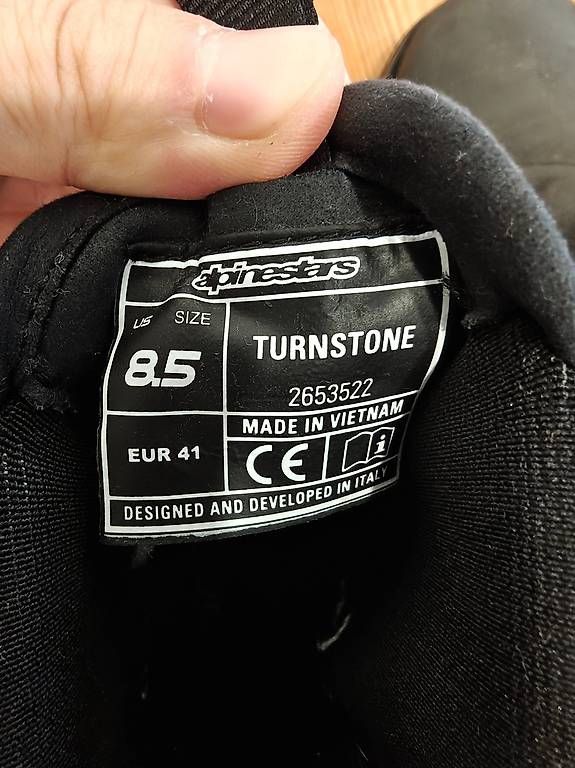 alpinestars
US SIZE
8.5
EUR 41
TURNSTONE
2653522
MADE IN VIETNAM
CE
i
DESIGNED AND DEVELOPED IN ITALY